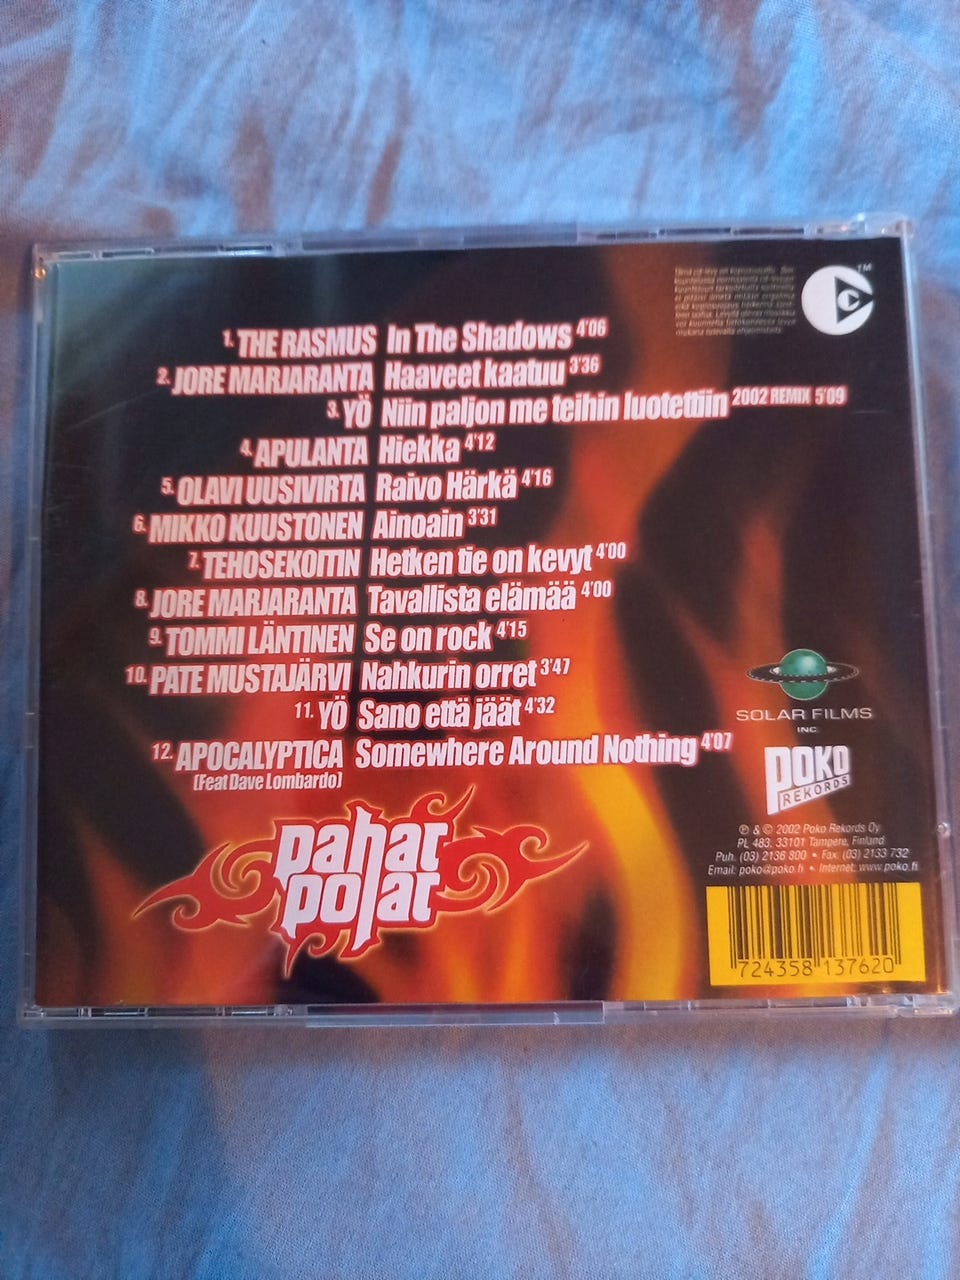 1. THE RASMUS In The Shadows 4'06
2. JORE MARJARANTA Haaveet kaatuu 3'36
3. YÖ Niin paljon me teihin luotettiin 2002 REMIX 5'09
4. APULANTA Hiekka 4'12
5. OLAVI UUSIVIRTA Raivo Härkä 4'16
6. MIKKO KUUSTONEN Ainoain 3'31
7. TEHOSEKOITIN Hetken tie on kevyt 4'00
8. JORE MARJARANTA Tavallista elämää 4'00
9. TOMMI LÄNTINEN Se on rock 4'15
10. PATE MUSTAJÄRVI Nahkurin orret 3'47
11. YÖ Sano että jäät 4'32
12. APOCALYPTICA Somewhere Around Nothing 4'07
(Feat Dave Lombardo)
pahat
polat
C TM
SOLAR FILMS
INC.
POKO
REKORDS
℗ & © 2002 Poko Rekords Oy
PL 483, 33101 Tampere, Finland
Puh. (03) 2136 800 • Fax. (03) 2133 732
Email: poko@poko.fi • Internet: www.poko.fi
724358 137620